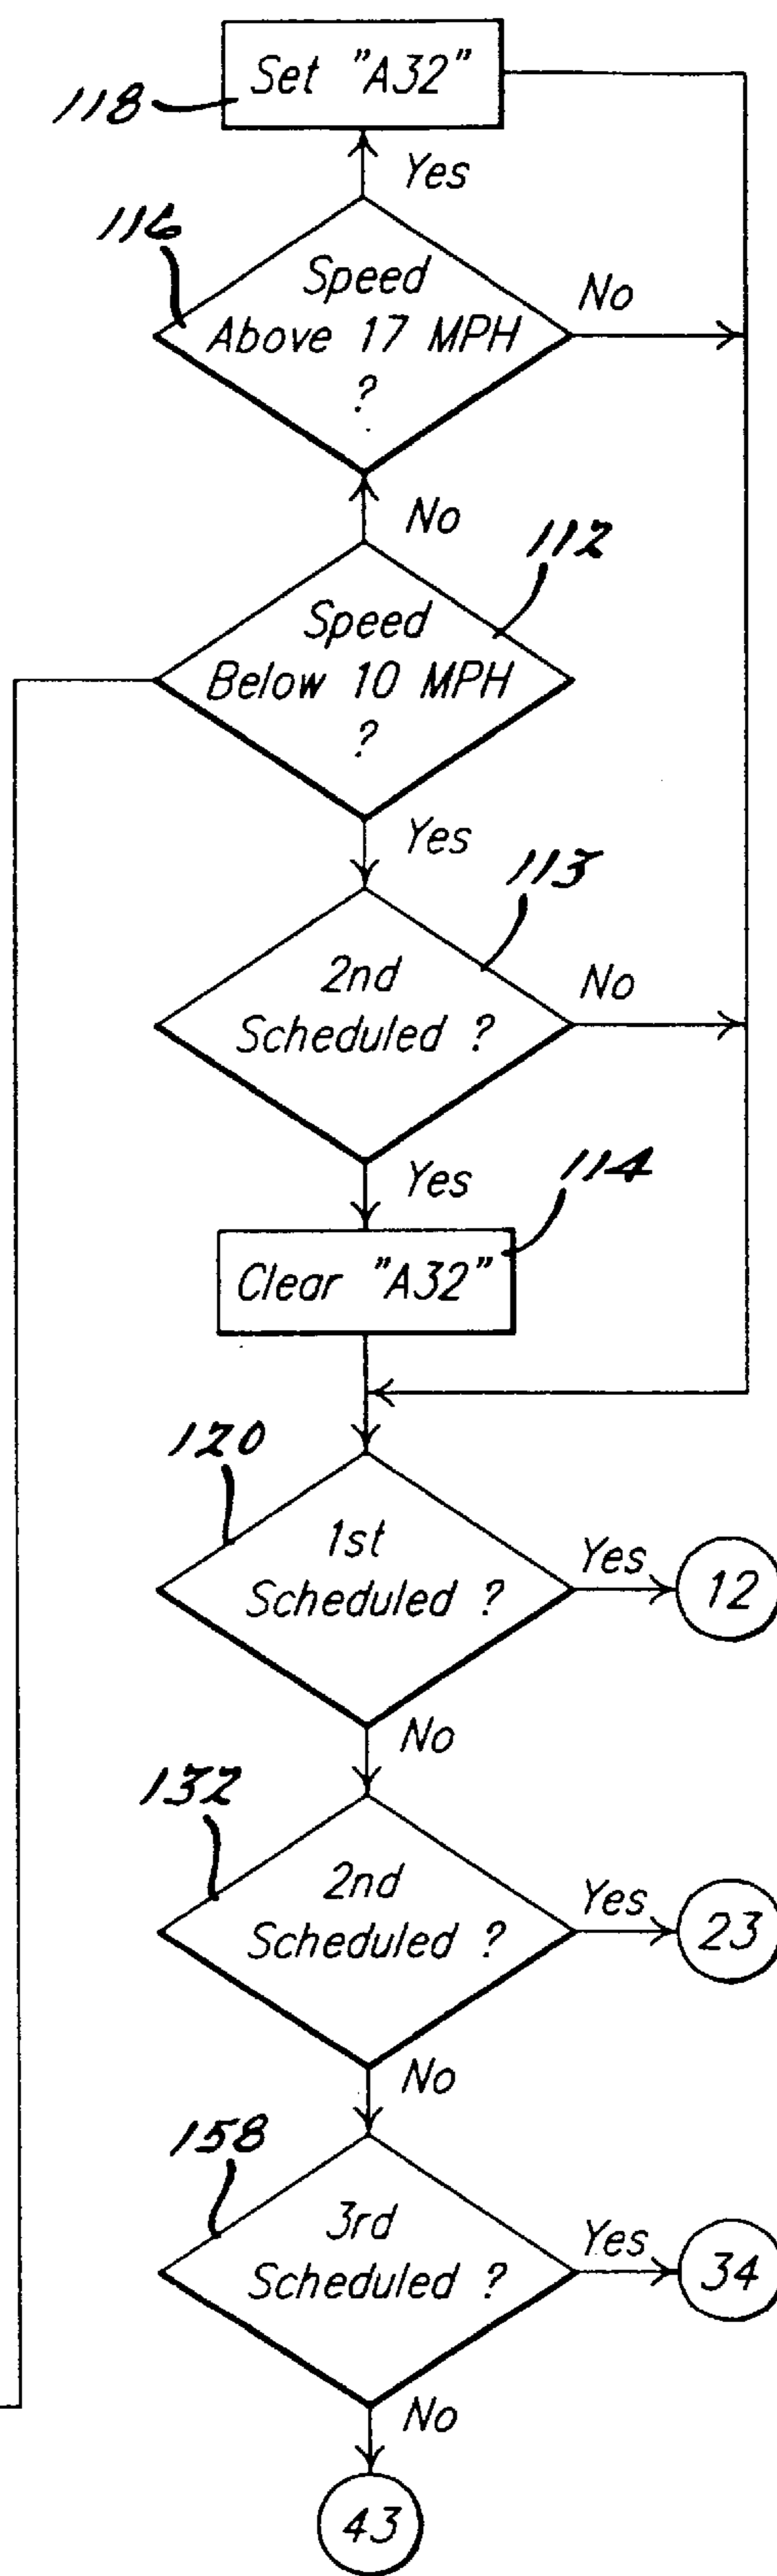 Set "A32"
118
Yes
116
Speed
Above 17 MPH
?
No
No
112
Speed
Below 10 MPH
?
Yes
113
2nd
Scheduled ?
No
Yes
114
Clear "A32"
120
1st
Scheduled ?
Yes
12
No
132
2nd
Scheduled ?
Yes
23
No
158
3rd
Scheduled ?
Yes
34
No
43